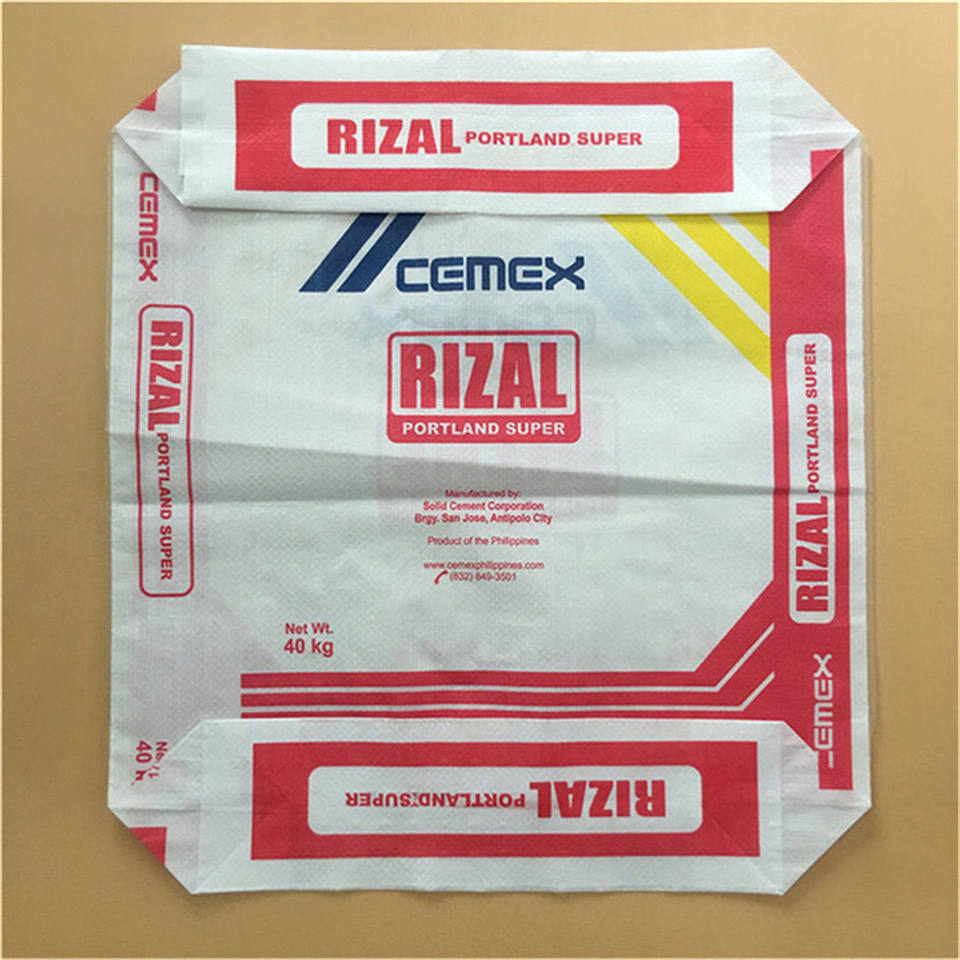 RIZAL PORTLAND SUPER
CEMEX
CEMEX
RIZAL
PORTLAND SUPER
RIZAL PORTLAND SUPER
RIZAL PORTLAND SUPER
Manufactured by:
Solid Cement Corporation
Brgy. San Jose, Antipolo City
Product of the Philippines
www.cemexphilippines.com
(632) 849-3501
Net Wt.
40 kg
CEMEX
40
RIZAL PORTLAND SUPER